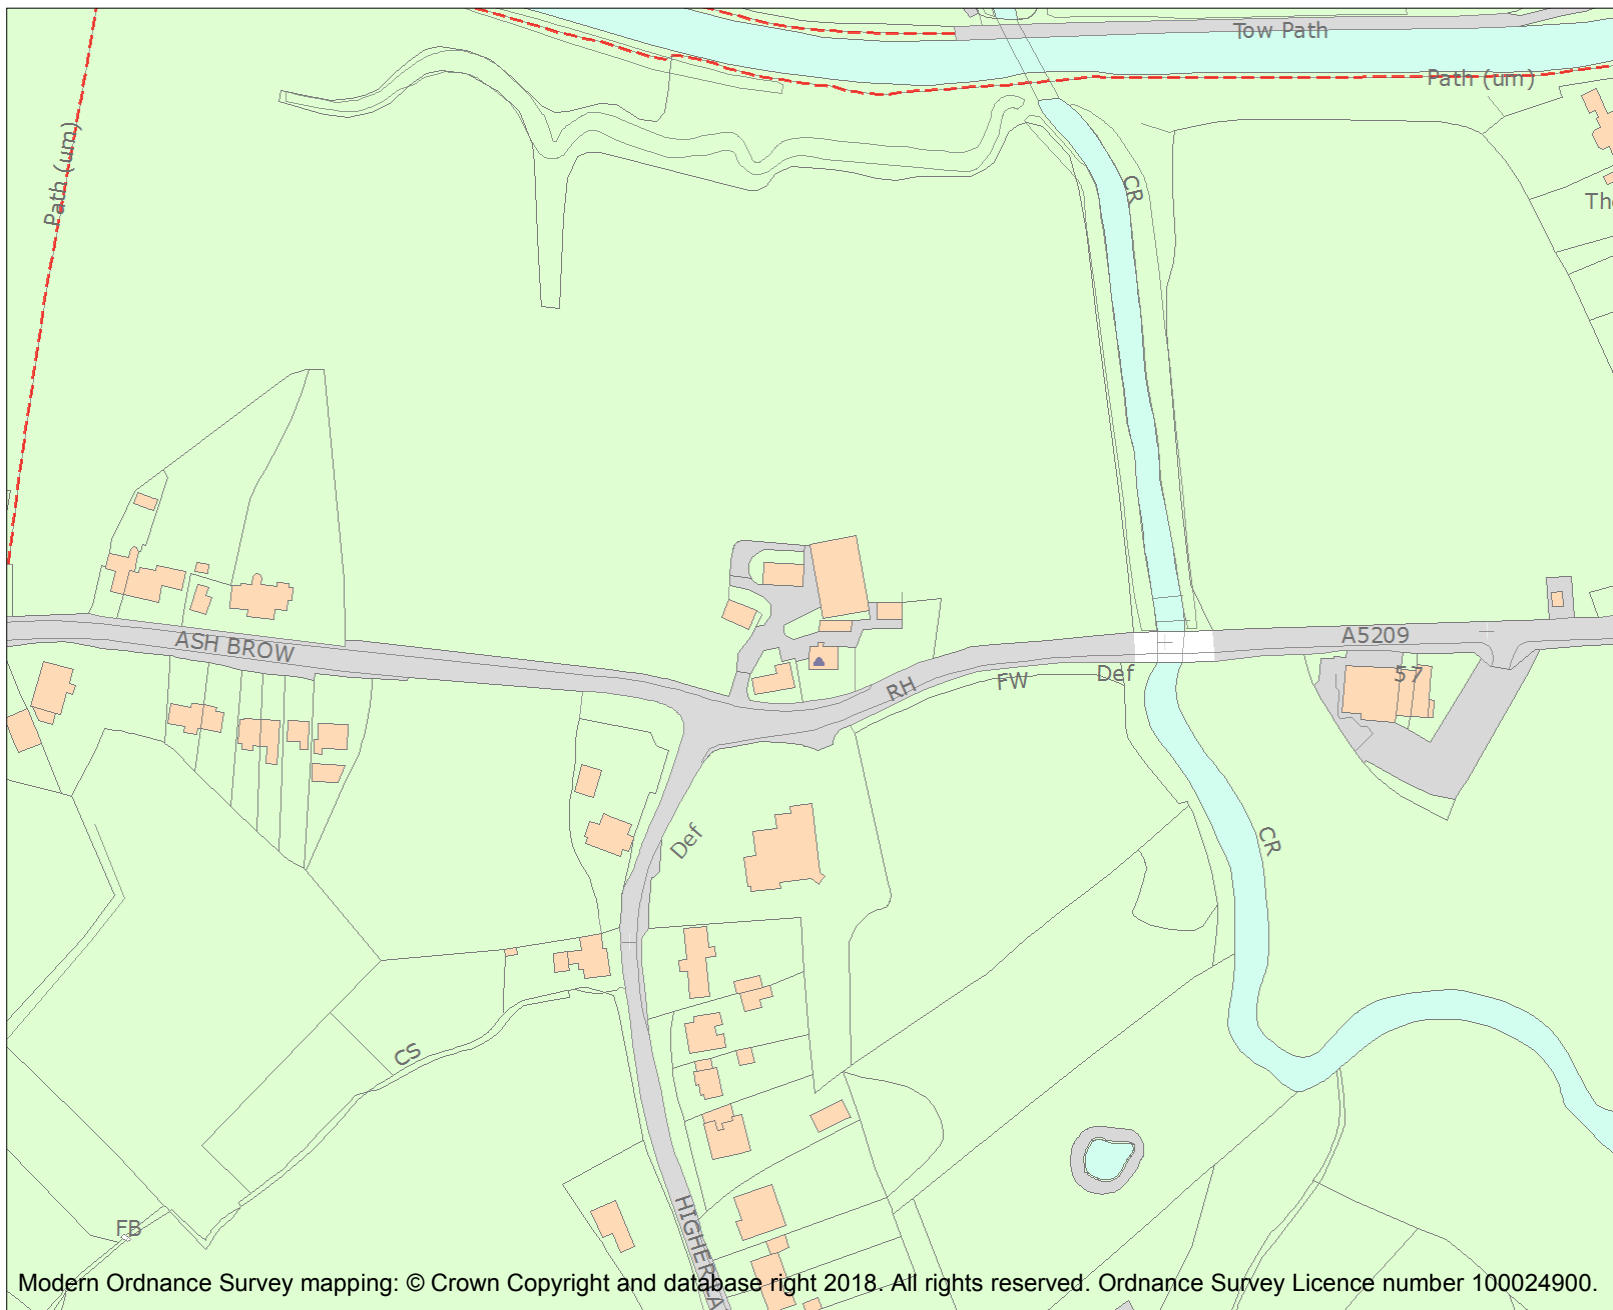 Tow Path
Path (um)
Path (um)
CR
Th
ASH BROW
A5209
RH
FW
Def
57
Def
CR
CS
HIGHER LA
FB
Modern Ordnance Survey mapping: © Crown Copyright and database right 2018. All rights reserved. Ordnance Survey Licence number 100024900.